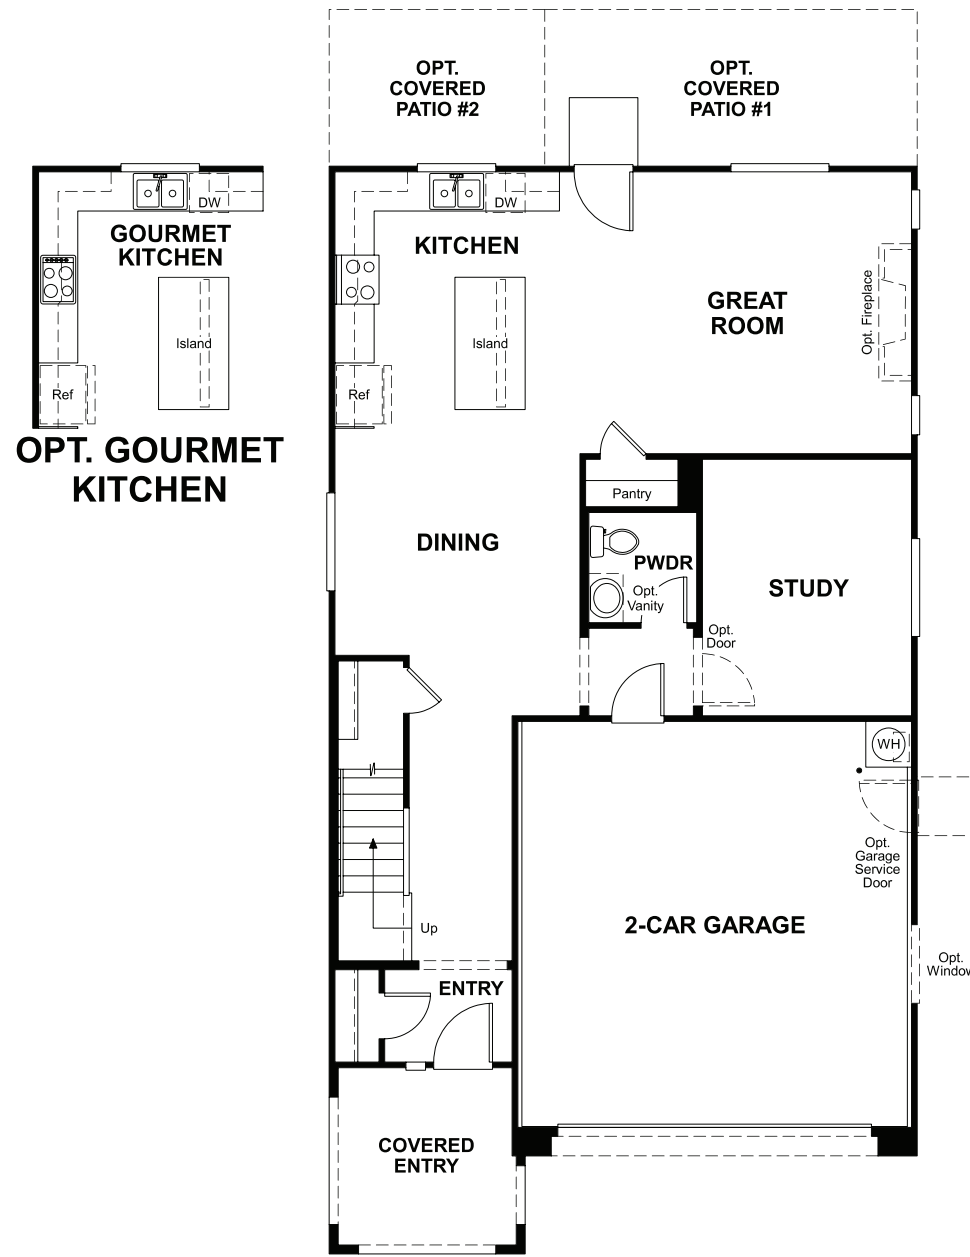 OPT.
COVERED
PATIO #2
OPT.
COVERED
PATIO #1
DW
GOURMET
KITCHEN
Island
Ref
OPT. GOURMET
KITCHEN
DW
KITCHEN
Island
Ref
GREAT
ROOM
Opt. Fireplace
Pantry
DINING
PWDR
Opt.
Vanity
STUDY
Opt.
Door
WH
Opt.
Garage
Service
Door
2-CAR GARAGE
Up
Opt.
Window
ENTRY
COVERED
ENTRY